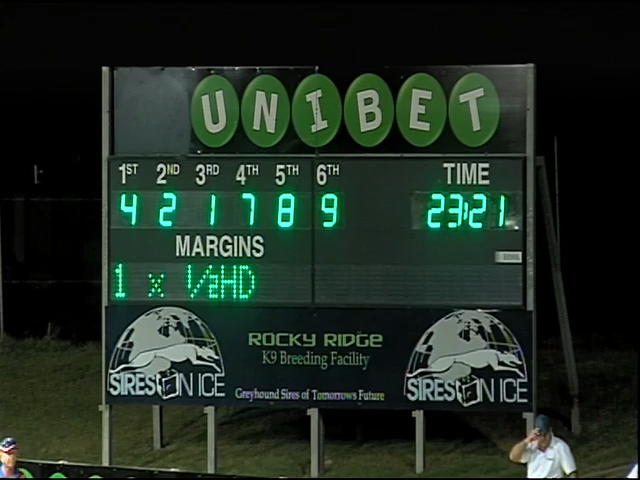 UNIBET
1ST 2ND 3RD 4TH 5TH 6TH TIME
4 2 1 7 8 9 23:21
MARGINS
1 x 1/2HD
ROCKY RIDGE
K9 Breeding Facility
SIRES ON ICE SIRES ON ICE
Greyhound Sires of Tomorrows Future